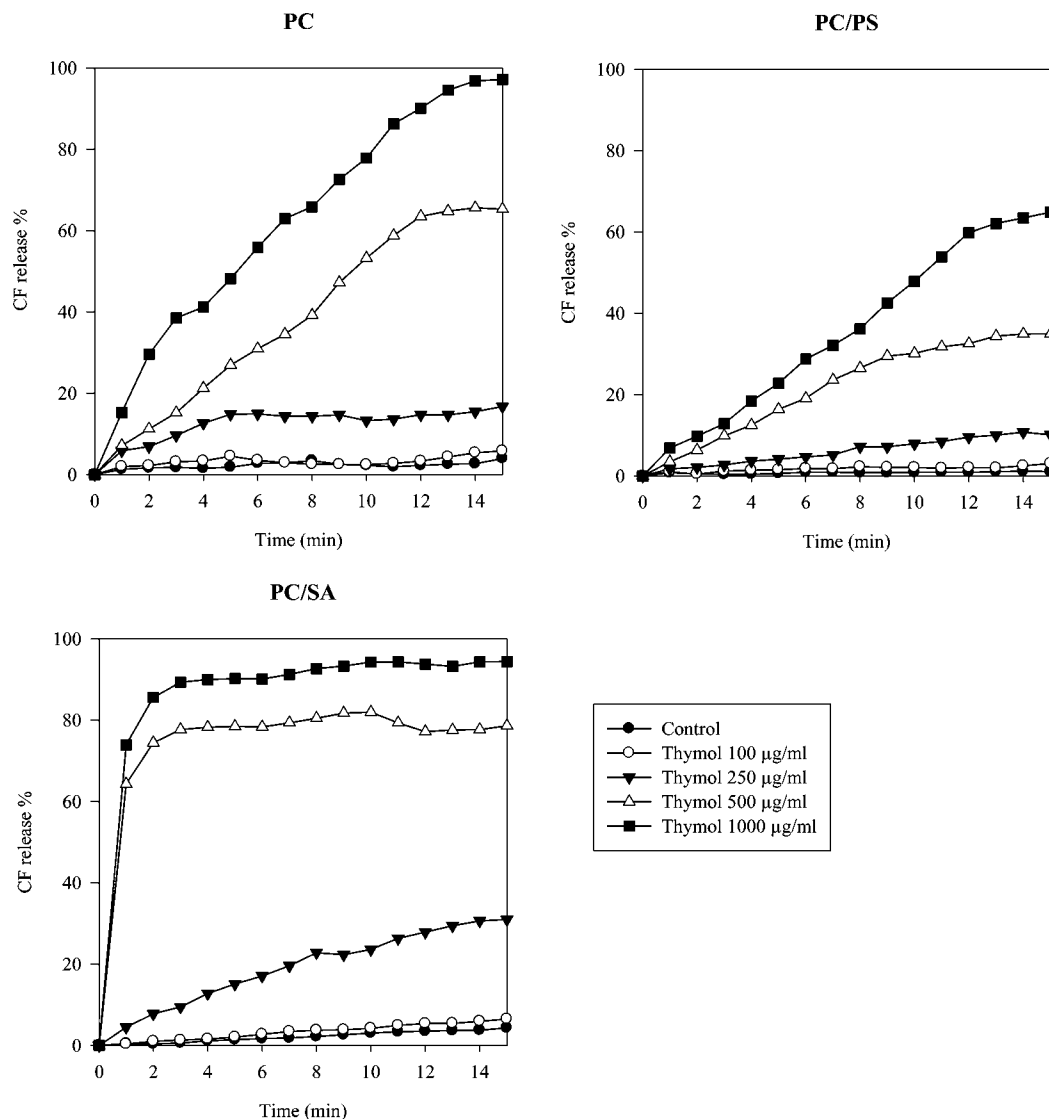 PC
100
80
60
40
20
0
CF release %
0 2 4 6 8 10 12 14
Time (min)
PC/PS
100
80
60
40
20
0
CF release %
0 2 4 6 8 10 12 14
Time (min)
PC/SA
100
80
60
40
20
0
CF release %
0 2 4 6 8 10 12 14
Time (min)
Control
Thymol 100 µg/ml
Thymol 250 µg/ml
Thymol 500 µg/ml
Thymol 1000 µg/ml